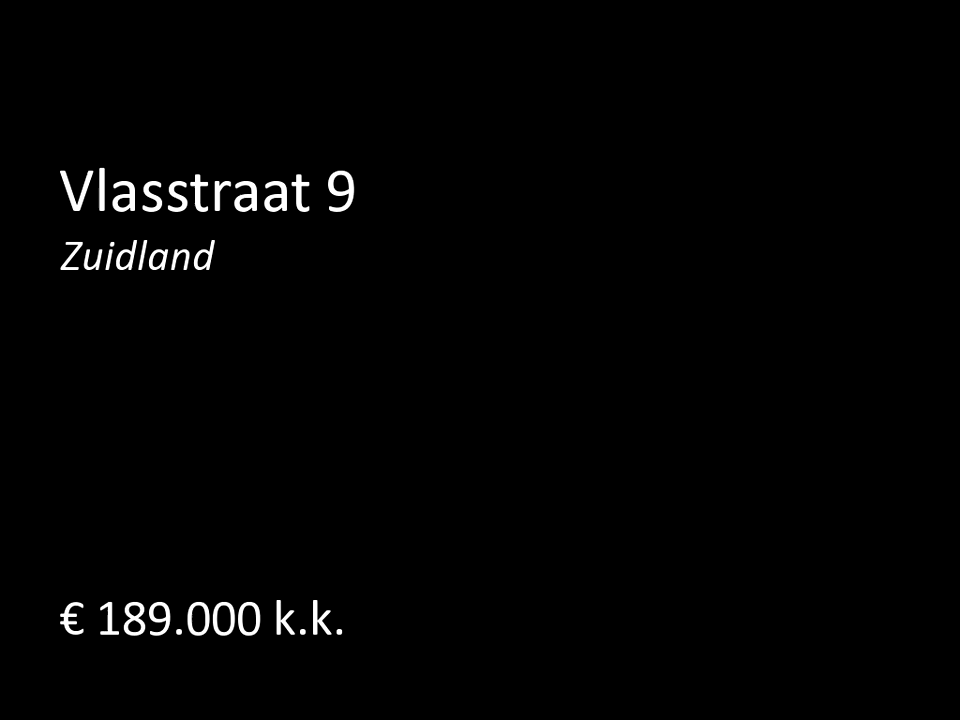 Vlasstraat 9
Zuidland
€ 189.000 k.k.